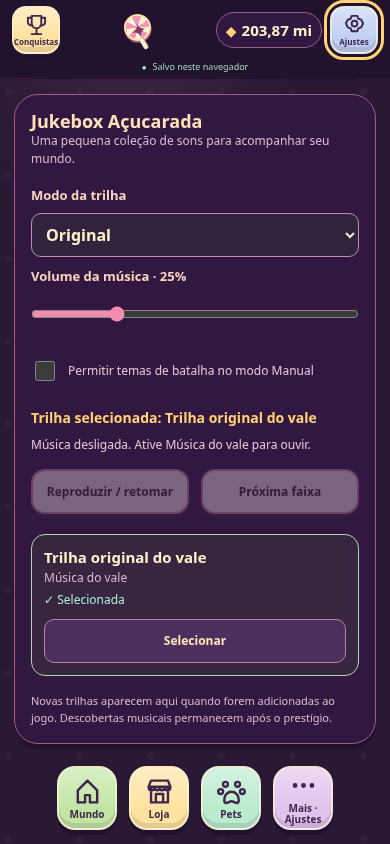 Conquistas
203,87 mi
Ajustes
Salvo neste navegador
Jukebox Açucarada
Uma pequena coleção de sons para acompanhar seu
mundo.
Modo da trilha
Original
Volume da música · 25%
Permitir temas de batalha no modo Manual
Trilha selecionada: Trilha original do vale
Música desligada. Ative Música do vale para ouvir.
Reproduzir / retomar
Próxima faixa
Trilha original do vale
Música do vale
✓ Selecionada
Selecionar
Novas trilhas aparecem aqui quando forem adicionadas ao
jogo. Descobertas musicais permanecem após o prestígio.
Mundo
Loja
Pets
Mais ·
Ajustes